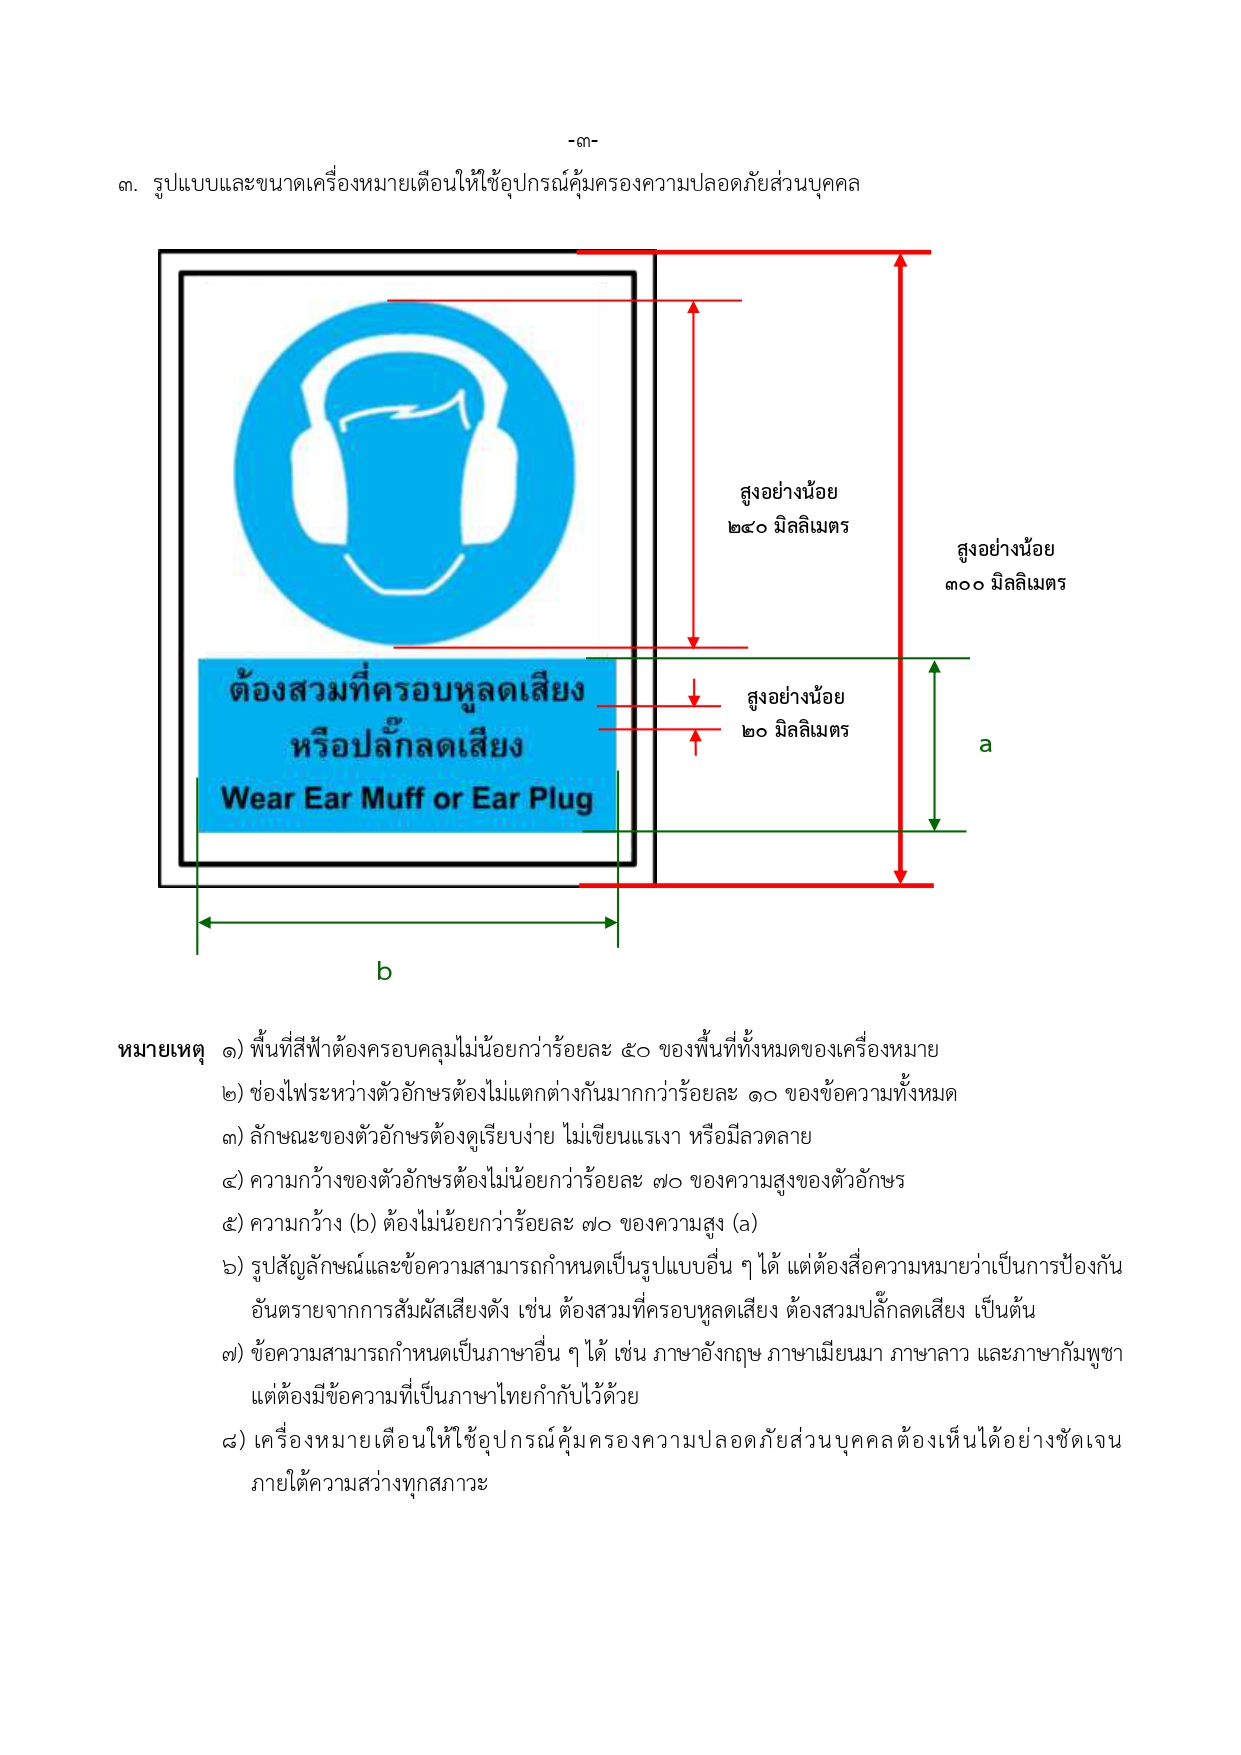 -๓-
๓. รูปแบบและขนาดเครื่องหมายเตือนให้ใช้อุปกรณ์คุ้มครองความปลอดภัยส่วนบุคคล
สูงอย่างน้อย
๒๔๐ มิลลิเมตร
สูงอย่างน้อย
๓๐๐ มิลลิเมตร
ต้องสวมที่ครอบหูลดเสียง
หรือปลั๊กลดเสียง
Wear Ear Muff or Ear Plug
สูงอย่างน้อย
๒๐ มิลลิเมตร
a
b
หมายเหตุ ๑) พื้นที่สีฟ้าต้องครอบคลุมไม่น้อยกว่าร้อยละ ๕๐ ของพื้นที่ทั้งหมดของเครื่องหมาย
๒) ช่องไฟระหว่างตัวอักษรต้องไม่แตกต่างกันมากกว่าร้อยละ ๑๐ ของข้อความทั้งหมด
๓) ลักษณะของตัวอักษรต้องดูเรียบง่าย ไม่เขียนแรเงา หรือมีลวดลาย
๔) ความกว้างของตัวอักษรต้องไม่น้อยกว่าร้อยละ ๗๐ ของความสูงของตัวอักษร
๕) ความกว้าง (b) ต้องไม่น้อยกว่าร้อยละ ๗๐ ของความสูง (a)
๖) รูปสัญลักษณ์และข้อความสามารถกำหนดเป็นรูปแบบอื่น ๆ ได้ แต่ต้องสื่อความหมายว่าเป็นการป้องกัน
อันตรายจากการสัมผัสเสียงดัง เช่น ต้องสวมที่ครอบหูลดเสียง ต้องสวมปลั๊กลดเสียง เป็นต้น
๗) ข้อความสามารถกำหนดเป็นภาษาอื่น ๆ ได้ เช่น ภาษาอังกฤษ ภาษาเมียนมา ภาษาลาว และภาษากัมพูชา
แต่ต้องมีข้อความที่เป็นภาษาไทยกำกับไว้ด้วย
๘) เครื่องหมายเตือนให้ใช้อุปกรณ์คุ้มครองความปลอดภัยส่วนบุคคลต้องเห็นได้อย่างชัดเจน
ภายใต้ความสว่างทุกสภาวะ